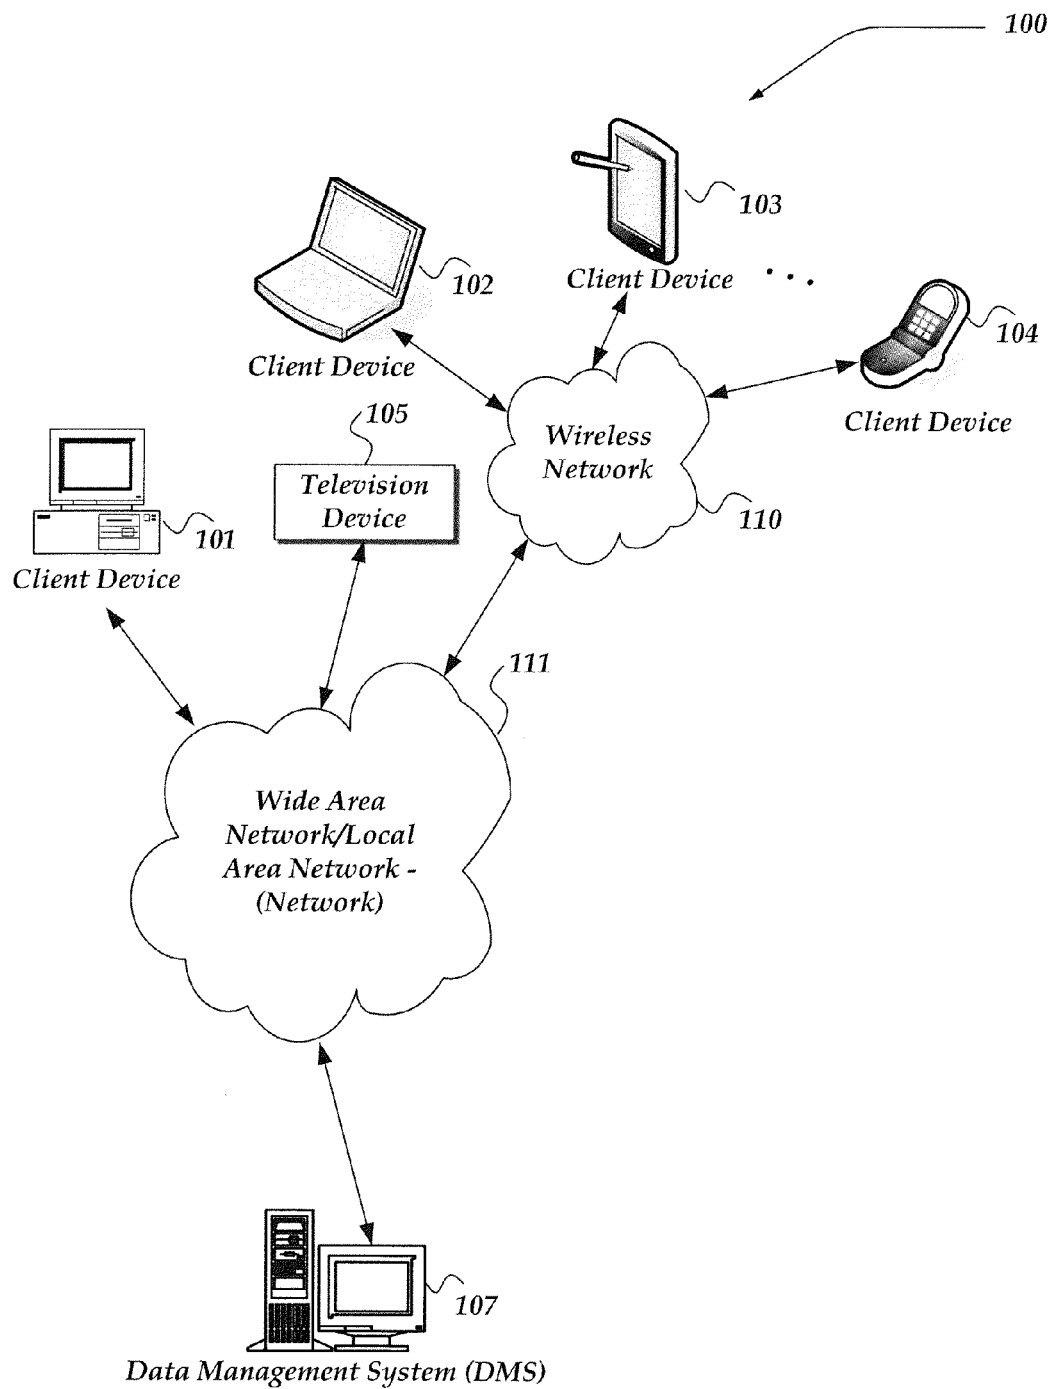 100
103
Client Device
. . .
102
104
Client Device
Client Device
105
Wireless
Network
Television
Device
110
101
Client Device
111
Wide Area
Network/Local
Area Network -
(Network)
107
Data Management System (DMS)